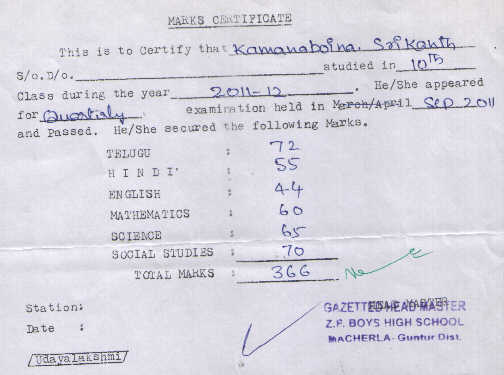 MARKS CERTIFICATE
This is to Certify that Kamanaboina Srikanth
S/o.D/o. studied in 10th
Class during the year 2011-12. He/She appeared
for Quartirly examination held in March/April Sep 2011
and Passed. He/She secured the following Marks.
TELUGU : 72
HINDI : 55
ENGLISH : 44
MATHEMATICS : 60
SCIENCE : 65
SOCIAL STUDIES : 70
TOTAL MARKS : 366
Station:
Date :
GAZETTED HEAD MASTER
Z.P. BOYS HIGH SCHOOL
MACHERLA- Guntur Dist.
/Udayalakshmi/